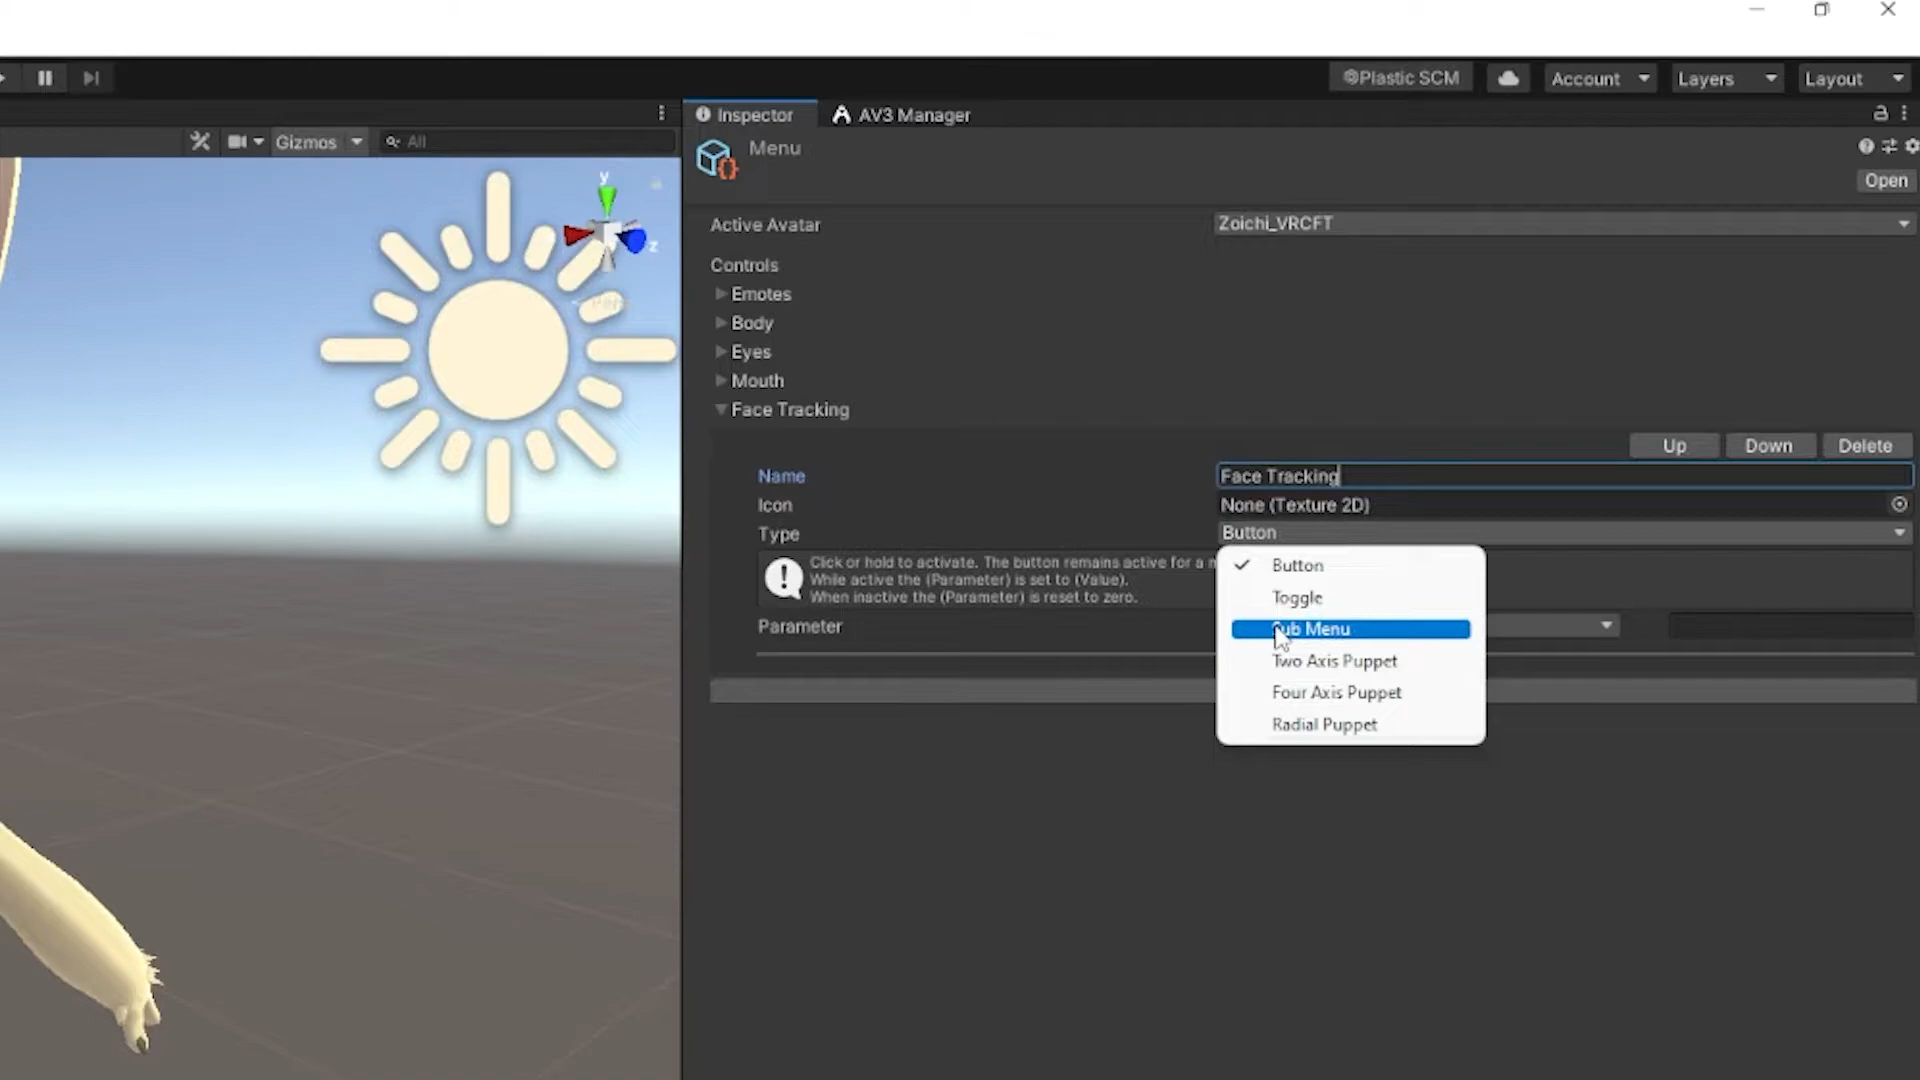 Plastic SCM
Account
Layers
Layout
Inspector
AV3 Manager
Gizmos
All
Menu
Open
y
z
Active Avatar
Zoichi_VRCFT
Controls
Emotes
Body
Eyes
Mouth
Face Tracking
Up
Down
Delete
Name
Face Tracking
Icon
None (Texture 2D)
Type
Button
Click or hold to activate. The button remains active for a
While active the (Parameter) is set to (Value).
When inactive the (Parameter) is reset to zero.
Parameter
Button
Toggle
Sub Menu
Two Axis Puppet
Four Axis Puppet
Radial Puppet